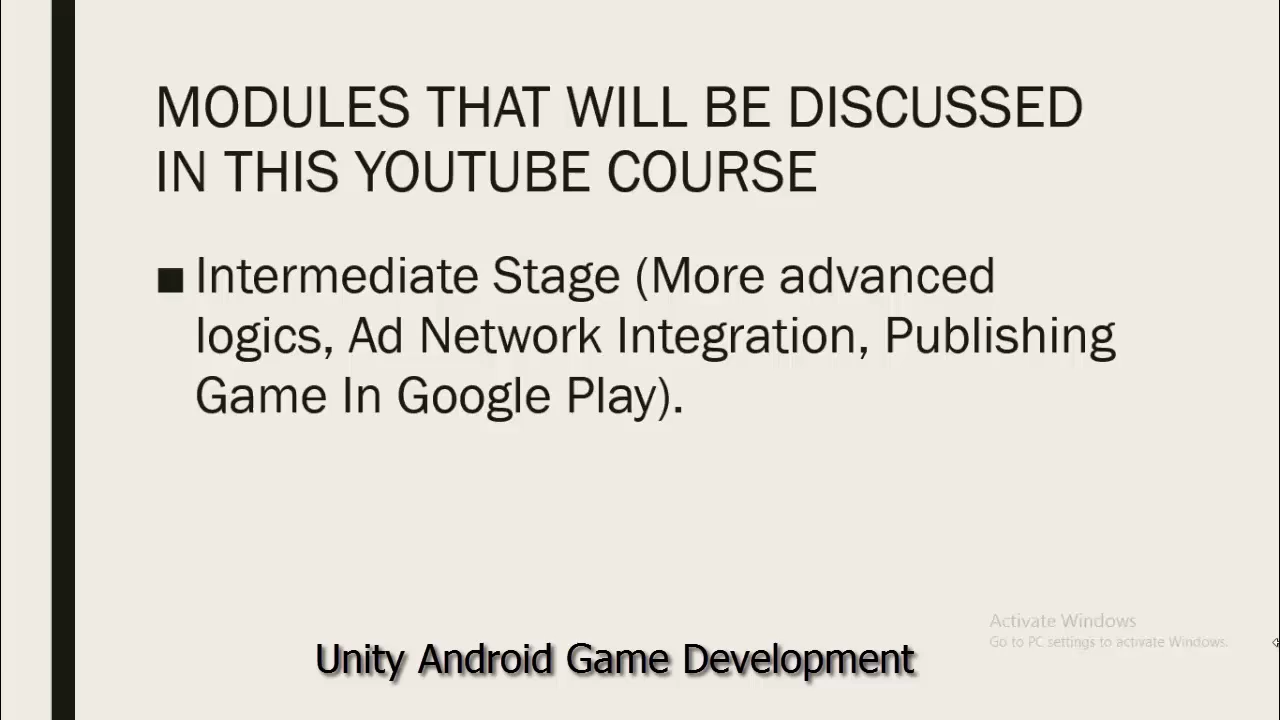 MODULES THAT WILL BE DISCUSSED
IN THIS YOUTUBE COURSE
■ Intermediate Stage (More advanced
logics, Ad Network Integration, Publishing
Game In Google Play).
Activate Windows
Go to PC settings to activate Windows.
Unity Android Game Development